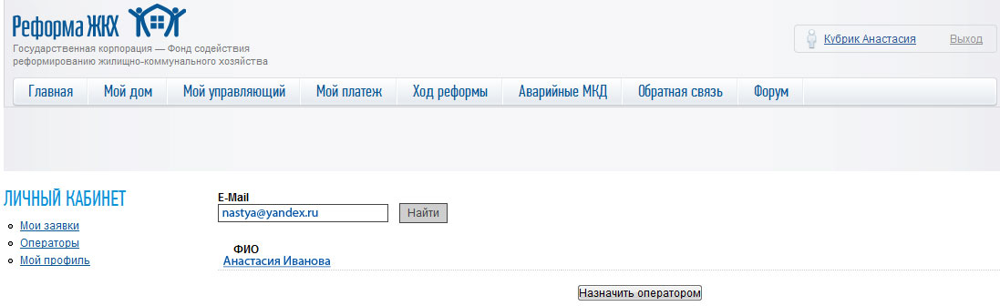 Реформа ЖКХ
Государственная корпорация — Фонд содействия
реформированию жилищно-коммунального хозяйства
Кубрик Анастасия Выход
Главная Мой дом Мой управляющий Мой платеж Ход реформы Аварийные МКД Обратная связь Форум
ЛИЧНЫЙ КАБИНЕТ
Мои заявки
Операторы
Мой профиль
E-Mail
nastya@yandex.ru Найти
ФИО
Анастасия Иванова
Назначить оператором